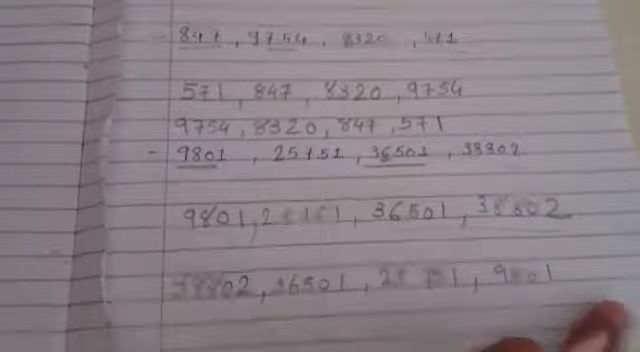 847, 9754, 8320, 571
571, 847, 8320, 9754
9754, 8320, 847, 571
- 9801, 25151, 36501, 38802
9801, 36501, 38802
38802, 36501, 9801